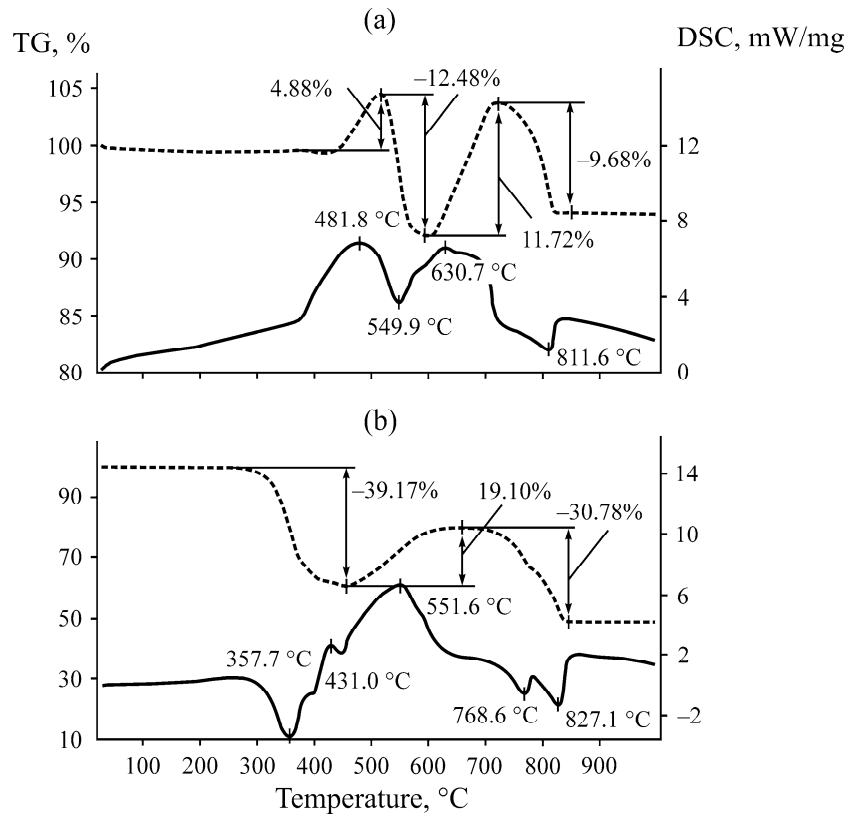 (a)
TG, %
DSC, mW/mg
105
100
95
90
85
80
12
8
4
0
4.88%
–12.48%
–9.68%
11.72%
481.8 °C
630.7 °C
549.9 °C
811.6 °C
(b)
90
70
50
30
10
14
10
6
2
–2
–39.17%
19.10%
–30.78%
551.6 °C
357.7 °C
431.0 °C
768.6 °C
827.1 °C
100 200 300 400 500 600 700 800 900
Temperature, °C